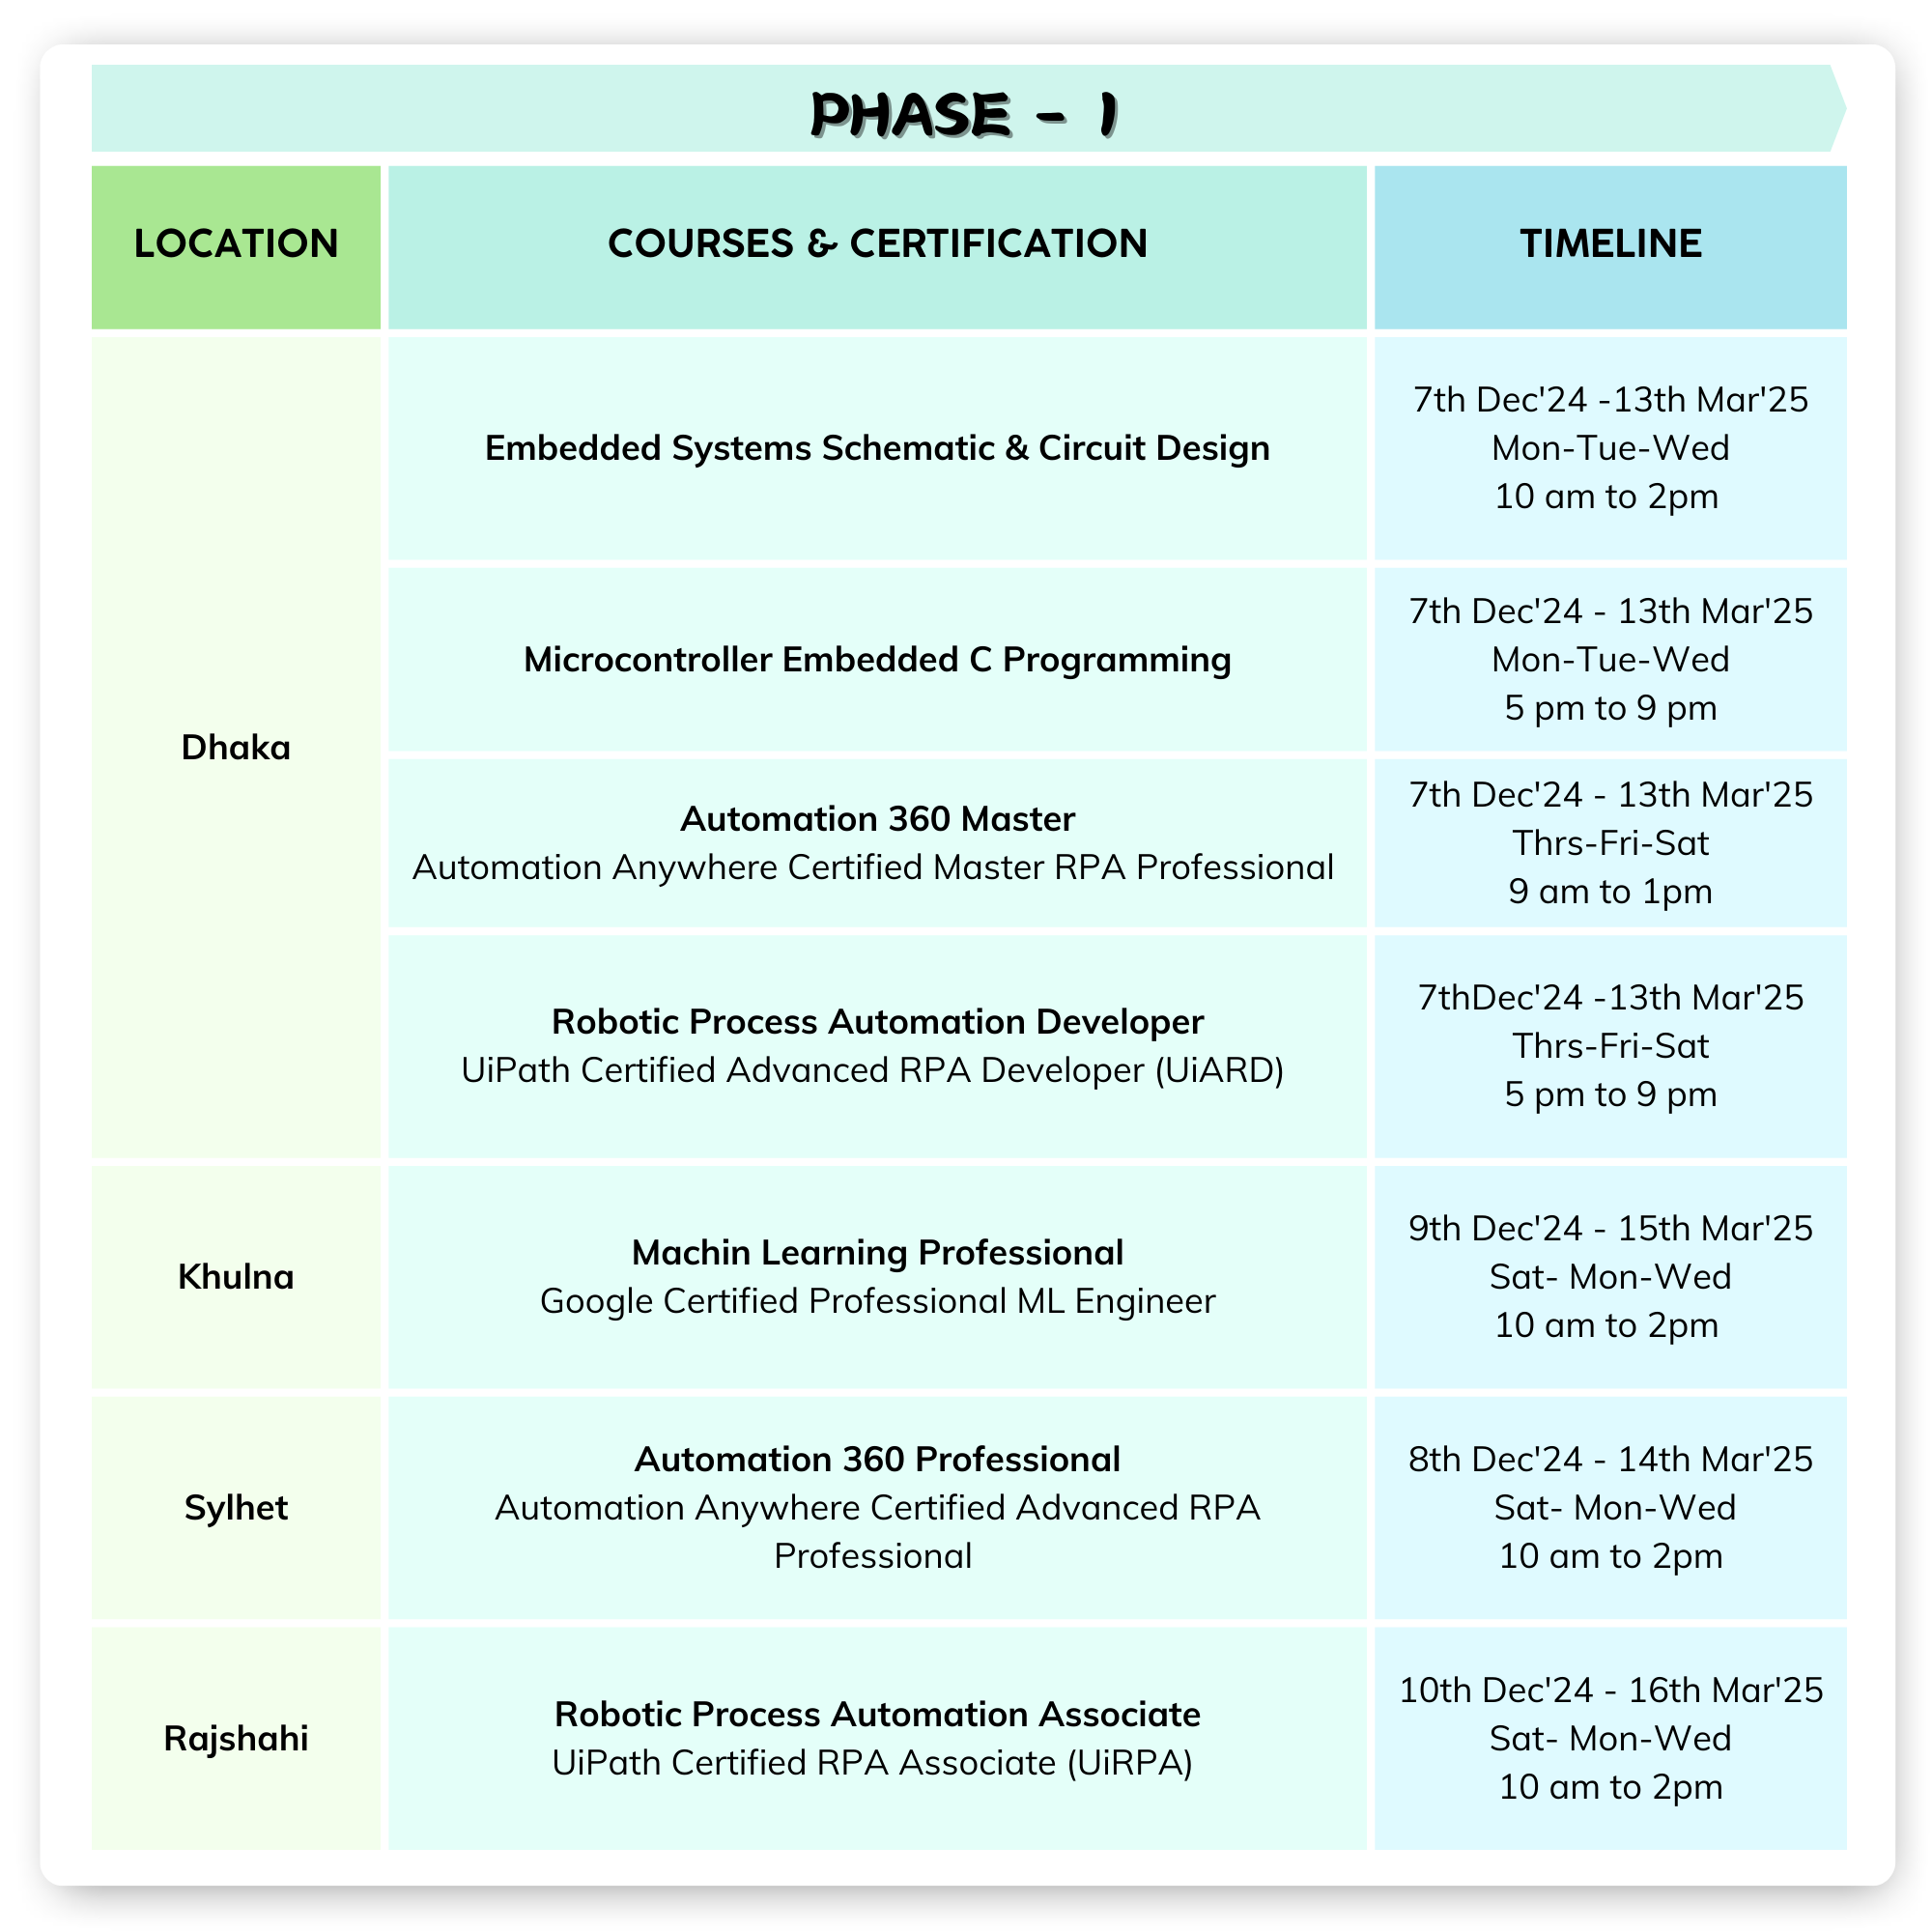 PHASE - 1
LOCATION
COURSES & CERTIFICATION
TIMELINE
Dhaka
Embedded Systems Schematic & Circuit Design
7th Dec'24 -13th Mar'25
Mon-Tue-Wed
10 am to 2pm
Microcontroller Embedded C Programming
7th Dec'24 - 13th Mar'25
Mon-Tue-Wed
5 pm to 9 pm
Automation 360 Master
Automation Anywhere Certified Master RPA Professional
7th Dec'24 - 13th Mar'25
Thrs-Fri-Sat
9 am to 1pm
Robotic Process Automation Developer
UiPath Certified Advanced RPA Developer (UiARD)
7thDec'24 -13th Mar'25
Thrs-Fri-Sat
5 pm to 9 pm
Khulna
Machin Learning Professional
Google Certified Professional ML Engineer
9th Dec'24 - 15th Mar'25
Sat- Mon-Wed
10 am to 2pm
Sylhet
Automation 360 Professional
Automation Anywhere Certified Advanced RPA
Professional
8th Dec'24 - 14th Mar'25
Sat- Mon-Wed
10 am to 2pm
Rajshahi
Robotic Process Automation Associate
UiPath Certified RPA Associate (UiRPA)
10th Dec'24 - 16th Mar'25
Sat- Mon-Wed
10 am to 2pm